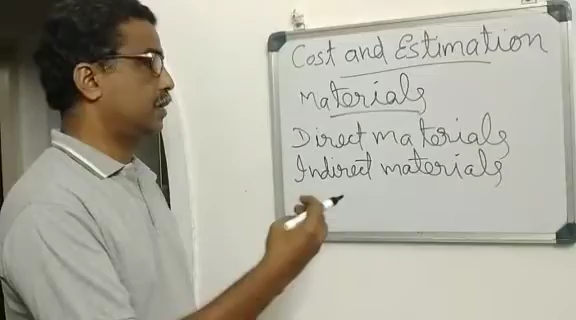 Cost and Estimation
Materials
Direct materials
Indirect materials